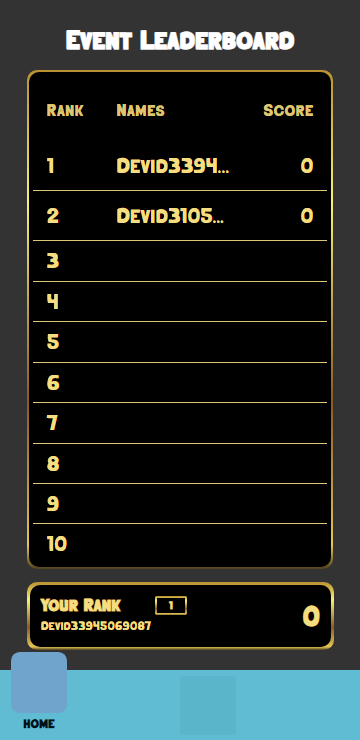 Event Leaderboard
Rank Names Score
1 Devid3394... 0
2 Devid3105... 0
3
4
5
6
7
8
9
10
Your Rank 1 0
Devid33945069087
HOME